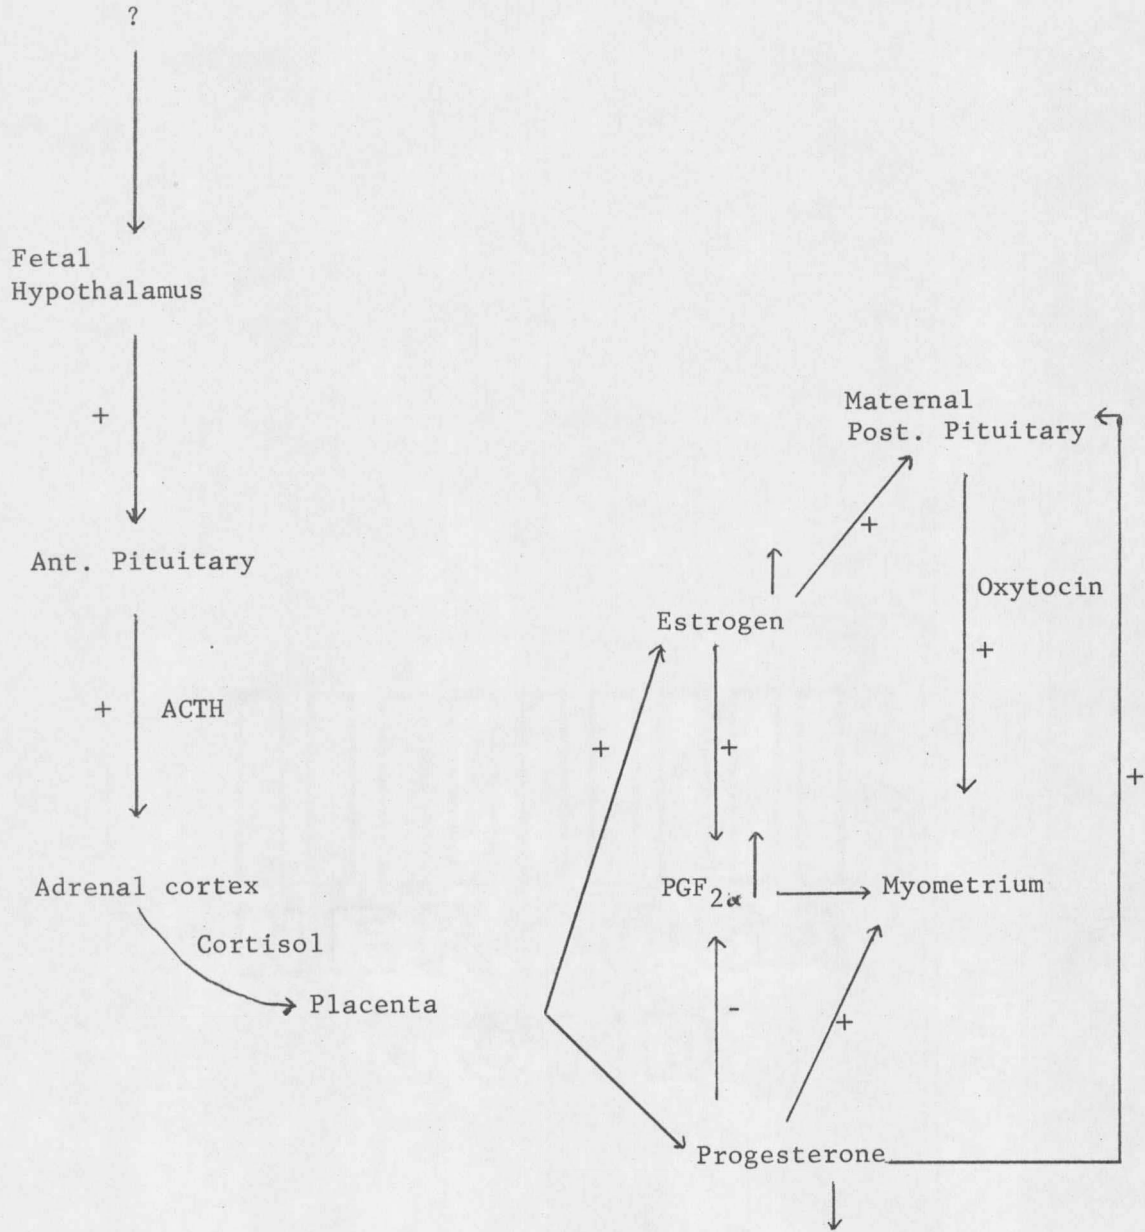 ?
Fetal
Hypothalamus
+
Ant. Pituitary
+ ACTH
Adrenal cortex
Cortisol
Placenta
Maternal
Post. Pituitary
+
Oxytocin
+
Estrogen
+
+
+
PGF2α
Myometrium
-
+
Progesterone